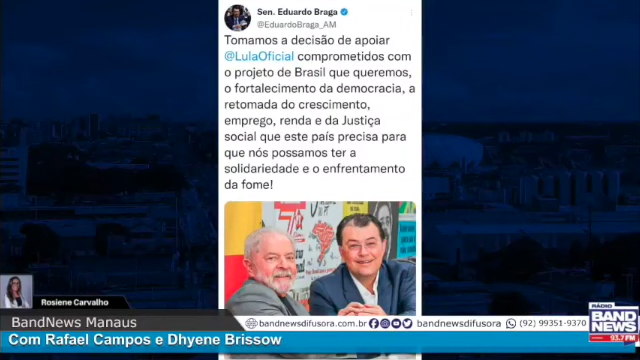 Sen. Eduardo Braga
@EduardoBraga_AM
Tomamos a decisão de apoiar
@LulaOficial comprometidos com
o projeto de Brasil que queremos,
o fortalecimento da democracia, a
retomada do crescimento,
emprego, renda e da Justiça
social que este país precisa para
que nós possamos ter a
solidariedade e o enfrentamento
da fome!
Rosiene Carvalho
BandNews Manaus
bandnewsdifusora.com.br
bandnewsdifusora
(92) 99351-9370
Com Rafael Campos e Dhyene Brissow
RÁDIO
BAND
NEWS
93.7 FM